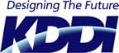 Designing The Future
KDDI